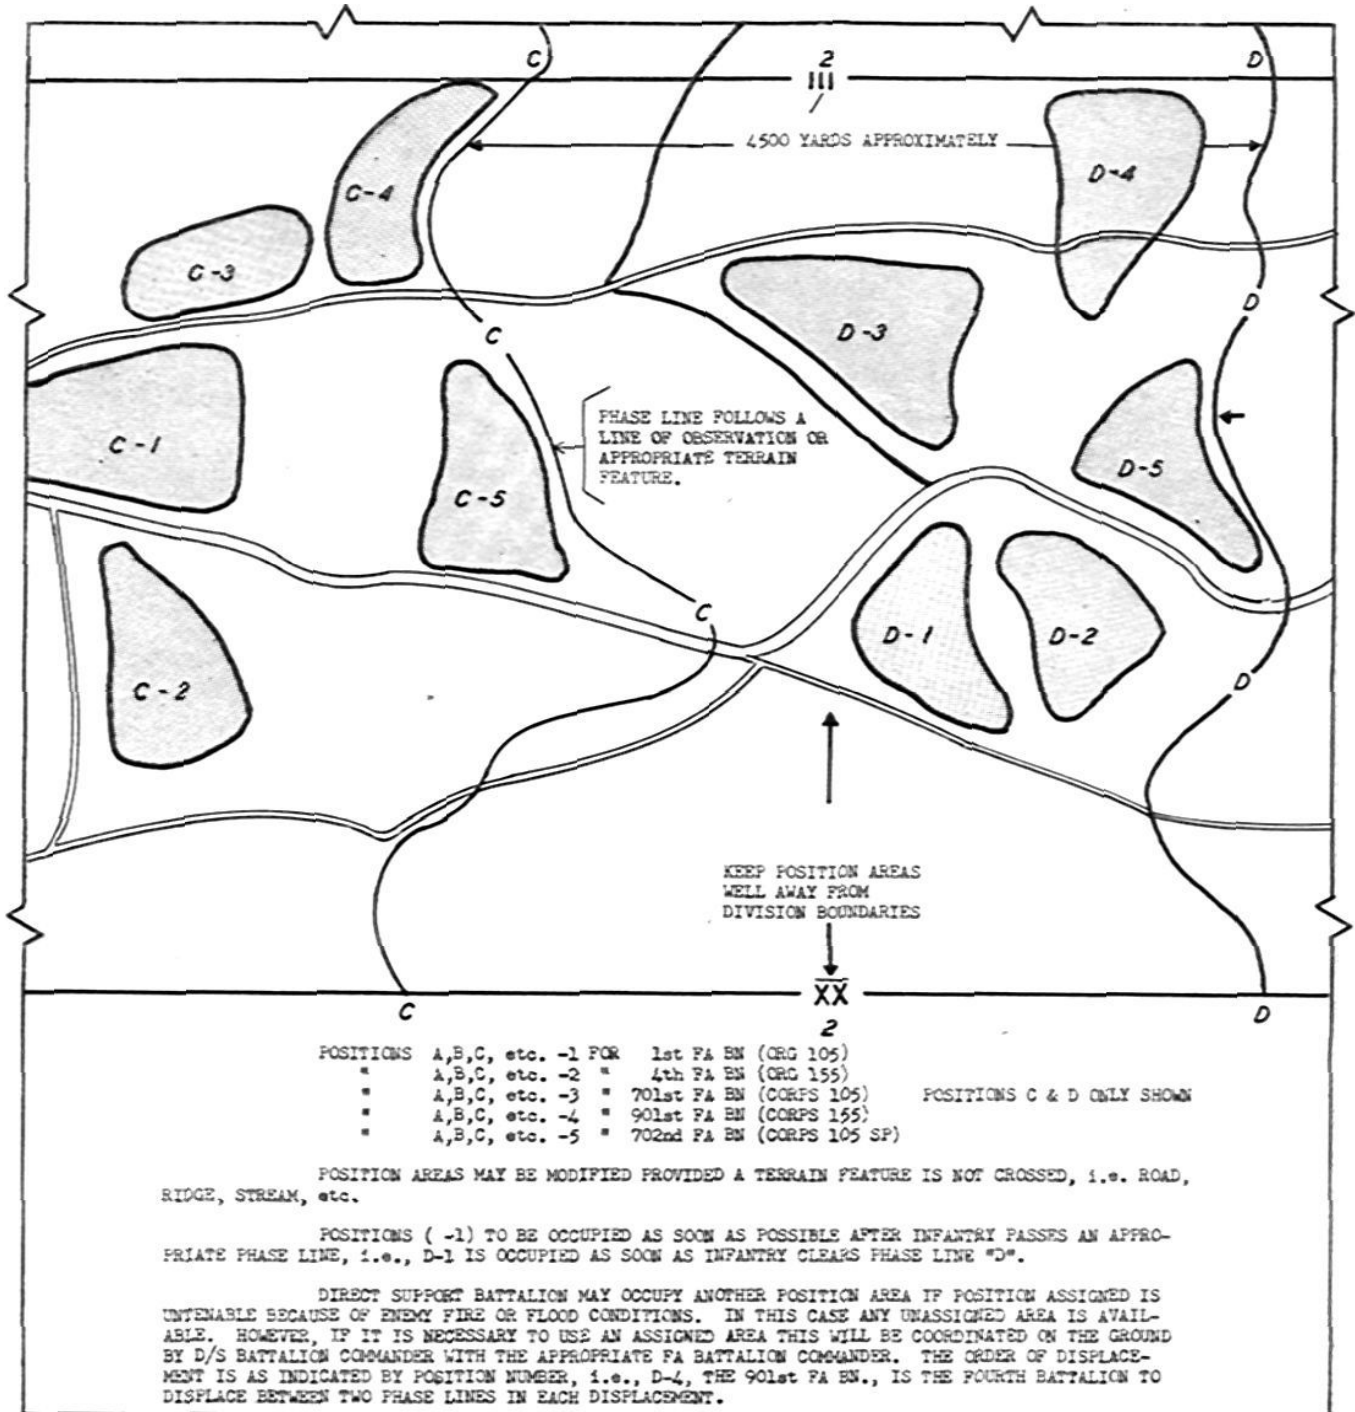 C
2
D
III
/
4500 YARDS APPROXIMATELY
C-4
D-4
C-3
D
C
D-3
C-1
PHASE LINE FOLLOWS A
LINE OF OBSERVATION OR
APPROPRIATE TERRAIN
FEATURE.
D-5
C-5
C
D-1
D-2
C-2
D
KEEP POSITION AREAS
WELL AWAY FROM
DIVISION BOUNDARIES
XX
C
2
D
POSITIONS A,B,C, etc. -1 FOR 1st FA BN (ORG 105)
" A,B,C, etc. -2 " 4th FA BN (ORG 155)
" A,B,C, etc. -3 " 701st FA BN (CORPS 105) POSITIONS C & D ONLY SHOWN
" A,B,C, etc. -4 " 901st FA BN (CORPS 155)
" A,B,C, etc. -5 " 702nd FA BN (CORPS 105 SP)
POSITION AREAS MAY BE MODIFIED PROVIDED A TERRAIN FEATURE IS NOT CROSSED, i.e. ROAD,
RIDGE, STREAM, etc.
POSITIONS ( -1) TO BE OCCUPIED AS SOON AS POSSIBLE AFTER INFANTRY PASSES AN APPRO-
PRIATE PHASE LINE, i.e., D-1 IS OCCUPIED AS SOON AS INFANTRY CLEARS PHASE LINE "D".
DIRECT SUPPORT BATTALION MAY OCCUPY ANOTHER POSITION AREA IF POSITION ASSIGNED IS
UNTENABLE BECAUSE OF ENEMY FIRE OR FLOOD CONDITIONS. IN THIS CASE ANY UNASSIGNED AREA IS AVAIL-
ABLE. HOWEVER, IF IT IS NECESSARY TO USE AN ASSIGNED AREA THIS WILL BE COORDINATED ON THE GROUND
BY D/S BATTALION COMMANDER WITH THE APPROPRIATE FA BATTALION COMMANDER. THE ORDER OF DISPLACE-
MENT IS AS INDICATED BY POSITION NUMBER, i.e., D-4, THE 901st FA BN., IS THE FOURTH BATTALION TO
DISPLACE BETWEEN TWO PHASE LINES IN EACH DISPLACEMENT.